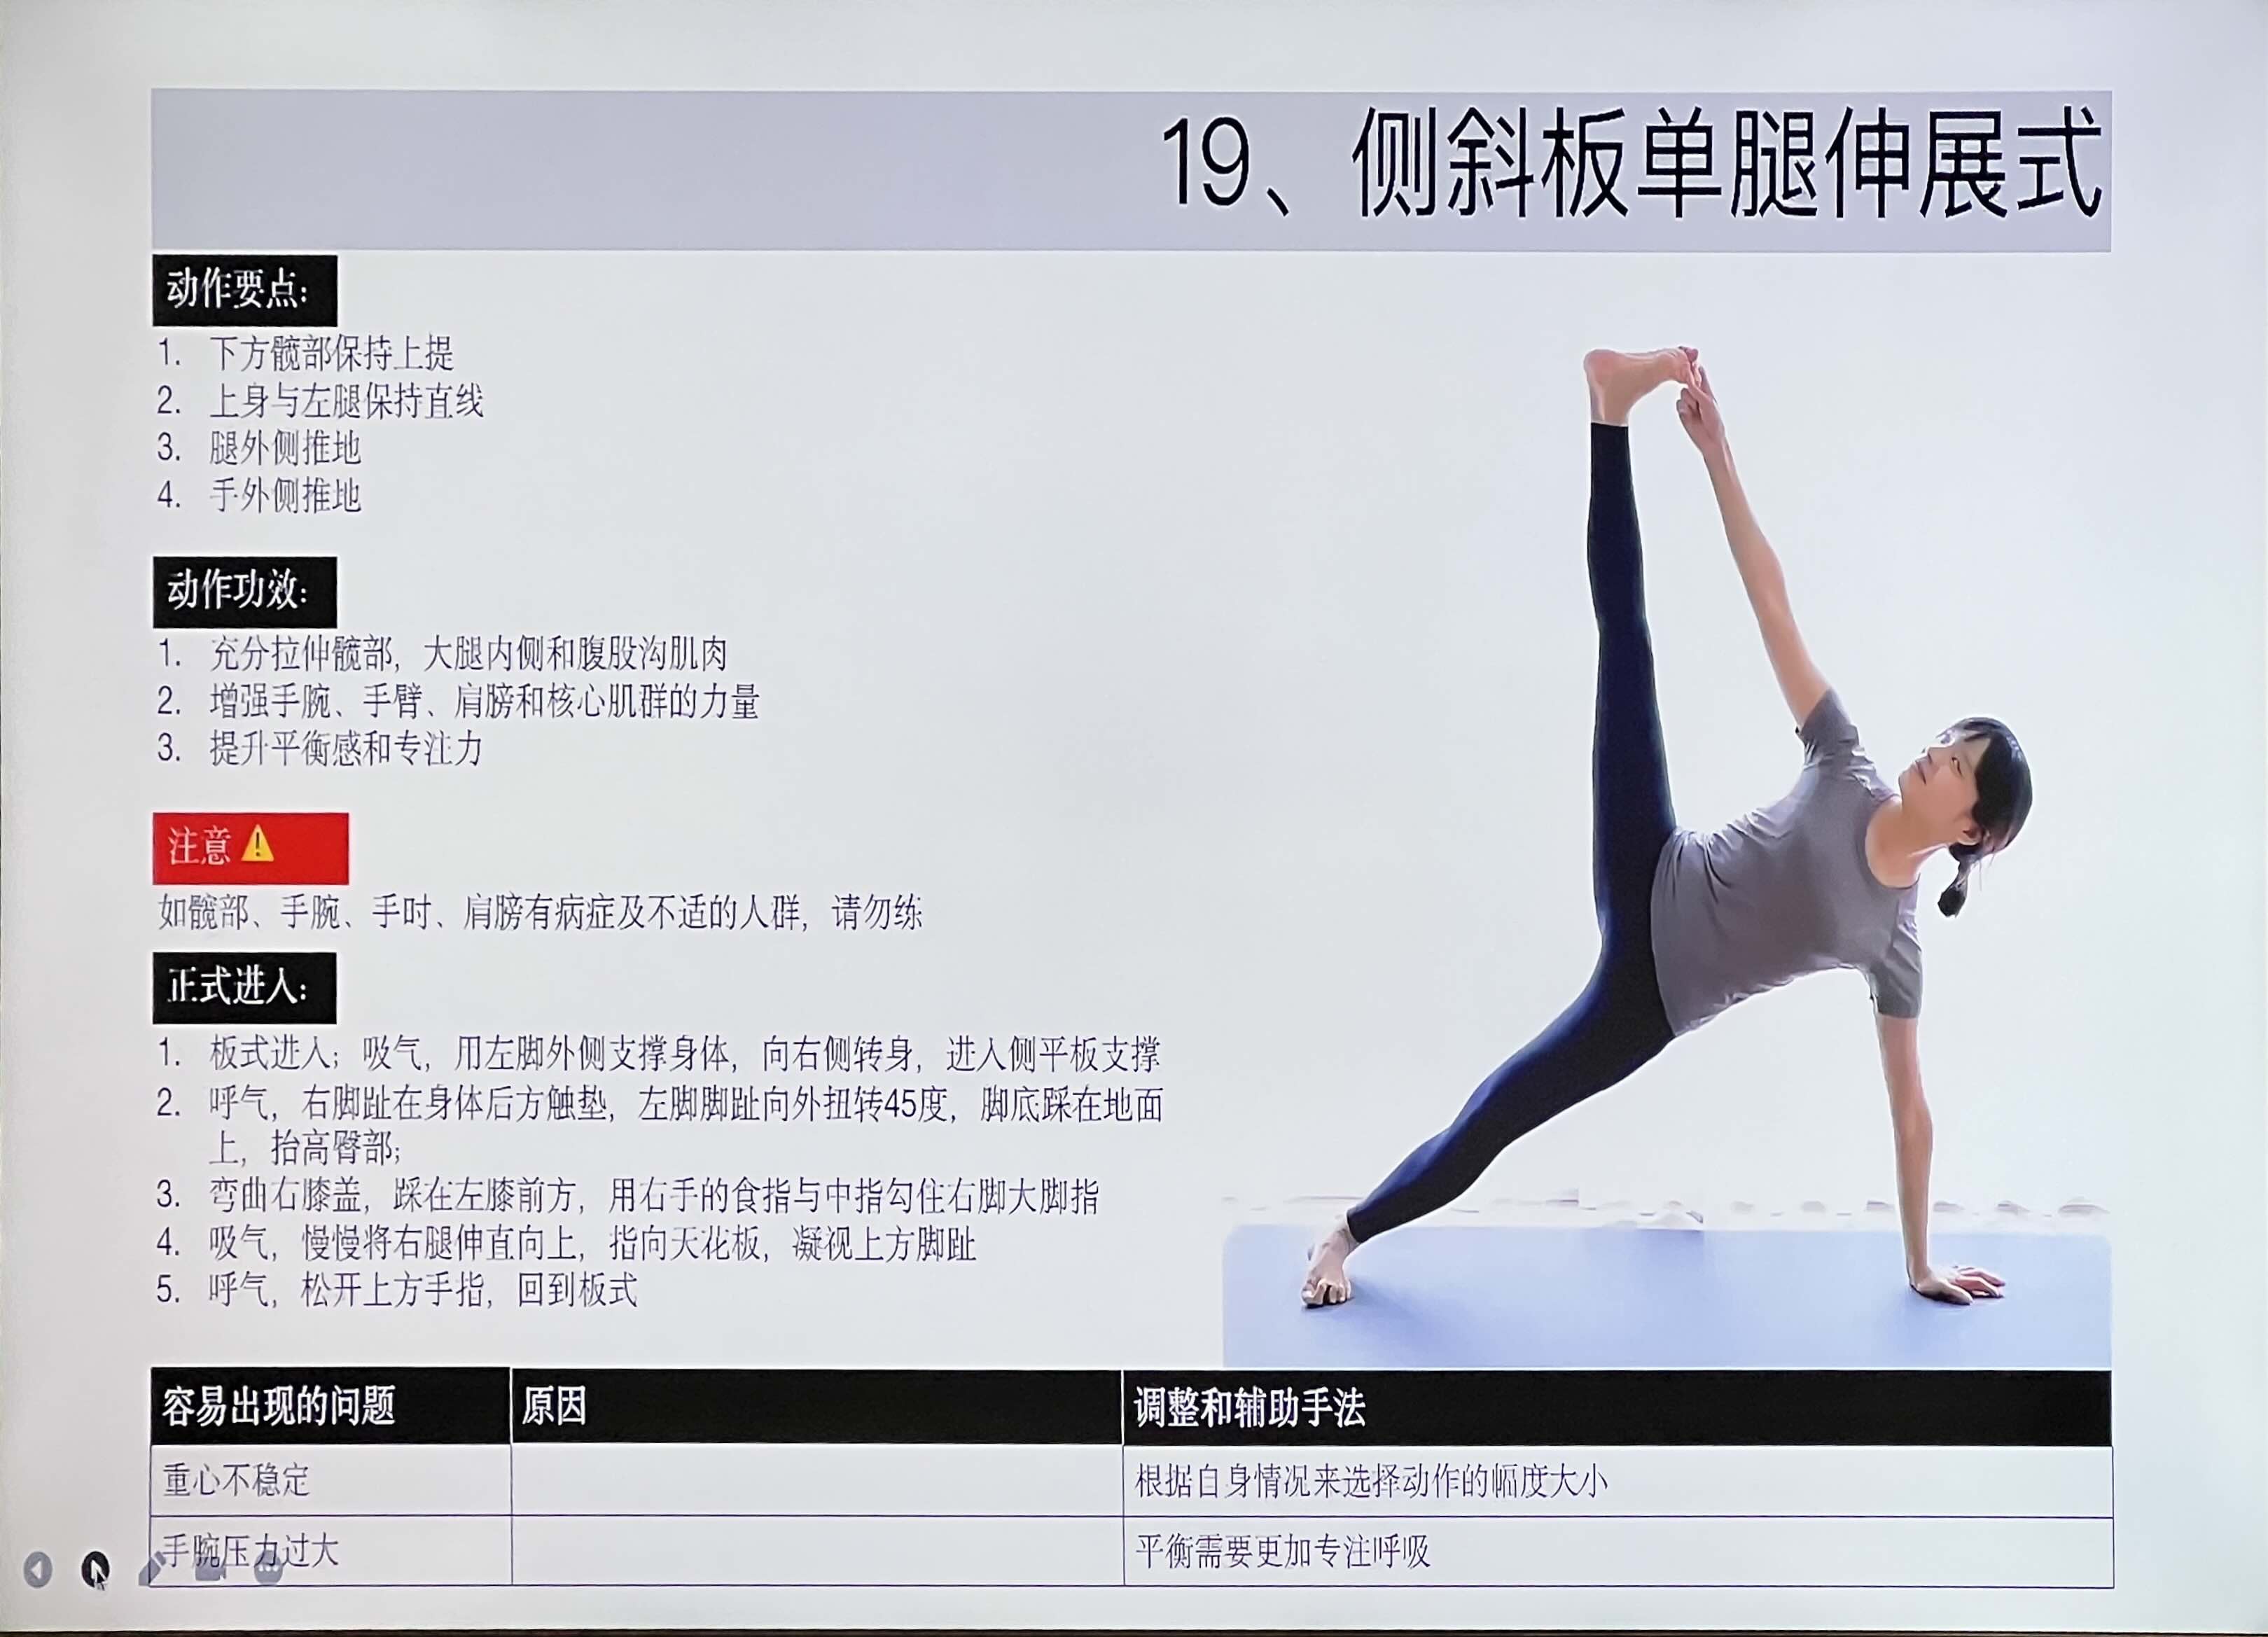 19、侧斜板单腿伸展式
动作要点：
1. 下方髋部保持上提
2. 上身与左腿保持直线
3. 腿外侧推地
4. 手外侧推地
动作功效：
1. 充分拉伸髋部，大腿内侧和腹股沟肌肉
2. 增强手腕、手臂、肩膀和核心肌群的力量
3. 提升平衡感和专注力
注意
如髋部、手腕、手肘、肩膀有病症及不适的人群，请勿练
正式进入：
1. 板式进入；吸气，用左脚外侧支撑身体，向右侧转身，进入侧平板支撑
2. 呼气，右脚趾在身体后方触垫，左脚脚趾向外扭转45度，脚底踩在地面
上，抬高臀部；
3. 弯曲右膝盖，踩在左膝前方，用右手的食指与中指勾住右脚大脚指
4. 吸气，慢慢将右腿伸直向上，指向天花板，凝视上方脚趾
5. 呼气，松开上方手指，回到板式
容易出现的问题 原因 调整和辅助手法
重心不稳定 根据自身情况来选择动作的幅度大小
手腕压力过大 平衡需要更加专注呼吸